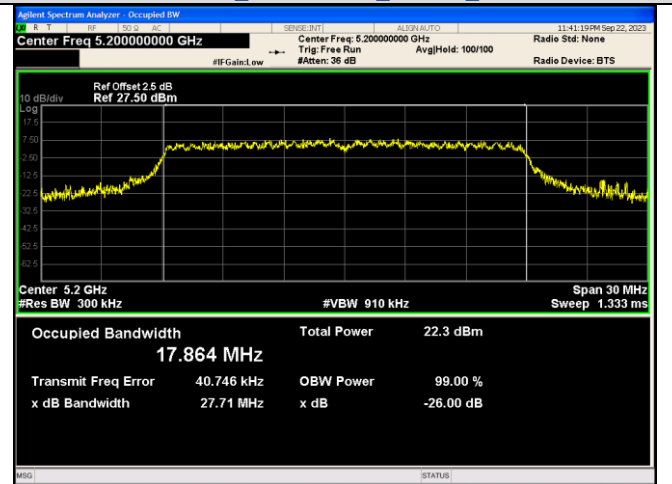 Agilent Spectrum Analyzer - Occupied BW
R T RF 50 Ω AC SENSE:INT ALIGN AUTO 11:41:19 PM Sep 22, 2023
Center Freq 5.200000000 GHz Center Freq: 5.200000000 GHz Radio Std: None
Trig: Free Run Avg|Hold: 100/100
#IFGain:Low #Atten: 36 dB Radio Device: BTS
Ref Offset 2.5 dB
10 dB/div Ref 27.50 dBm
Log
17.5
7.50
-2.50
-12.5
-22.5
-32.5
-42.5
-52.5
-62.5
Center 5.2 GHz Span 30 MHz
#Res BW 300 kHz #VBW 910 kHz Sweep 1.333 ms
Occupied Bandwidth Total Power 22.3 dBm
17.864 MHz
Transmit Freq Error 40.746 kHz OBW Power 99.00 %
x dB Bandwidth 27.71 MHz x dB -26.00 dB
MSG STATUS